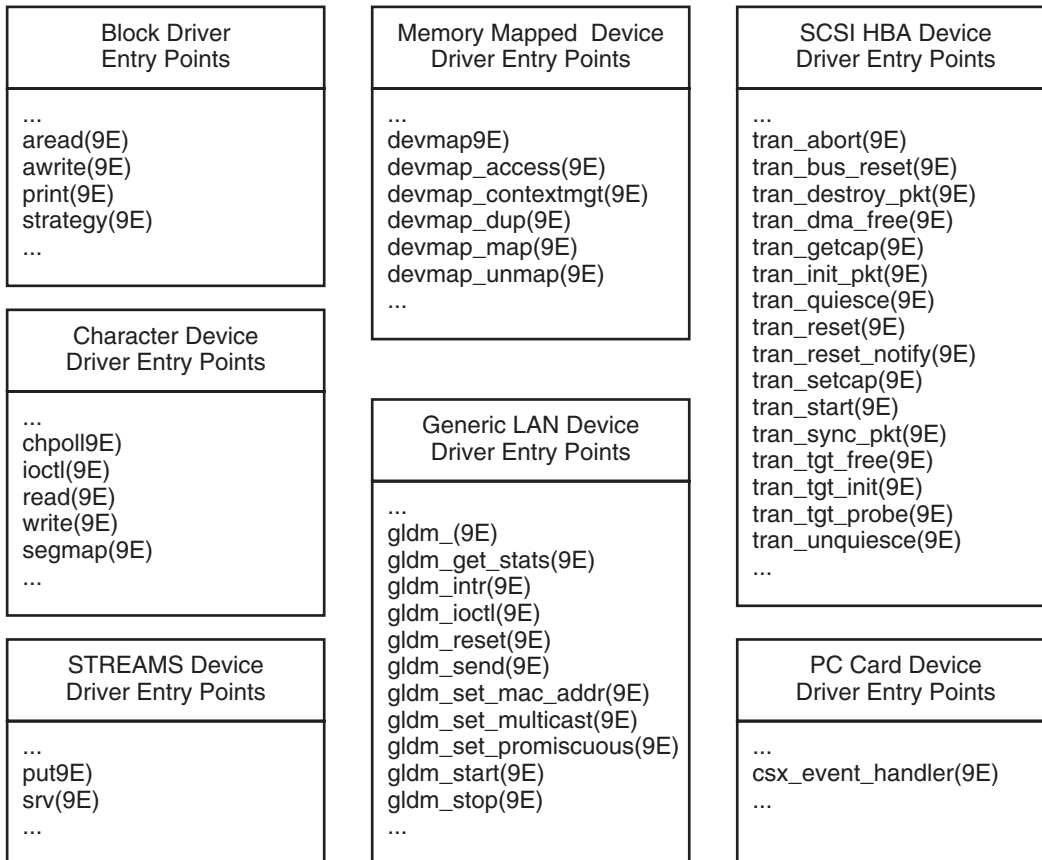 Block Driver
Entry Points
...
aread(9E)
awrite(9E)
print(9E)
strategy(9E)
...
Character Device
Driver Entry Points
...
chpoll9E)
ioctl(9E)
read(9E)
write(9E)
segmap(9E)
...
STREAMS Device
Driver Entry Points
...
put9E)
srv(9E)
...
Memory Mapped  Device
Driver Entry Points
...
devmap9E)
devmap_access(9E)
devmap_contextmgt(9E)
devmap_dup(9E)
devmap_map(9E)
devmap_unmap(9E)
...
Generic LAN Device
Driver Entry Points
...
gldm_(9E)
gldm_get_stats(9E)
gldm_intr(9E)
gldm_ioctl(9E)
gldm_reset(9E)
gldm_send(9E)
gldm_set_mac_addr(9E)
gldm_set_multicast(9E)
gldm_set_promiscuous(9E)
gldm_start(9E)
gldm_stop(9E)
...
SCSI HBA Device
Driver Entry Points
...
tran_abort(9E)
tran_bus_reset(9E)
tran_destroy_pkt(9E)
tran_dma_free(9E)
tran_getcap(9E)
tran_init_pkt(9E)
tran_quiesce(9E)
tran_reset(9E)
tran_reset_notify(9E)
tran_setcap(9E)
tran_start(9E)
tran_sync_pkt(9E)
tran_tgt_free(9E)
tran_tgt_init(9E)
tran_tgt_probe(9E)
tran_unquiesce(9E)
...
PC Card Device
Driver Entry Points
...
csx_event_handler(9E)
...